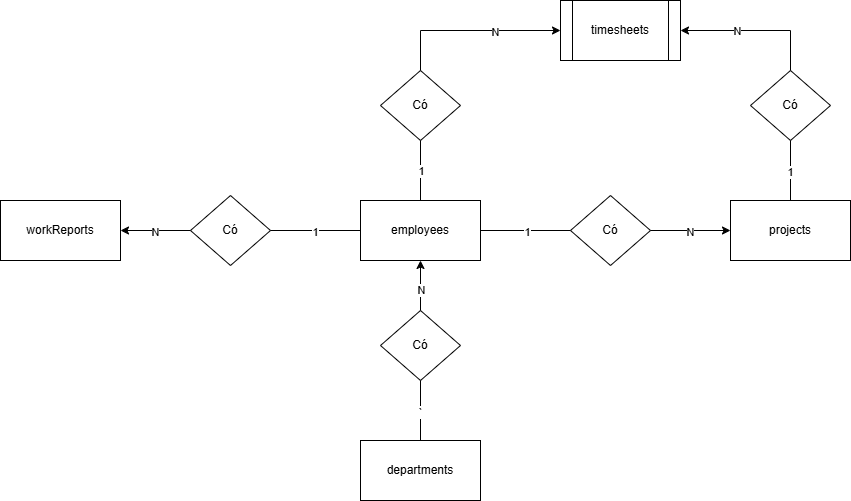 N
timesheets
N
Có
Có
1
1
workReports
N
Có
1
employees
1
Có
N
projects
N
Có
departments